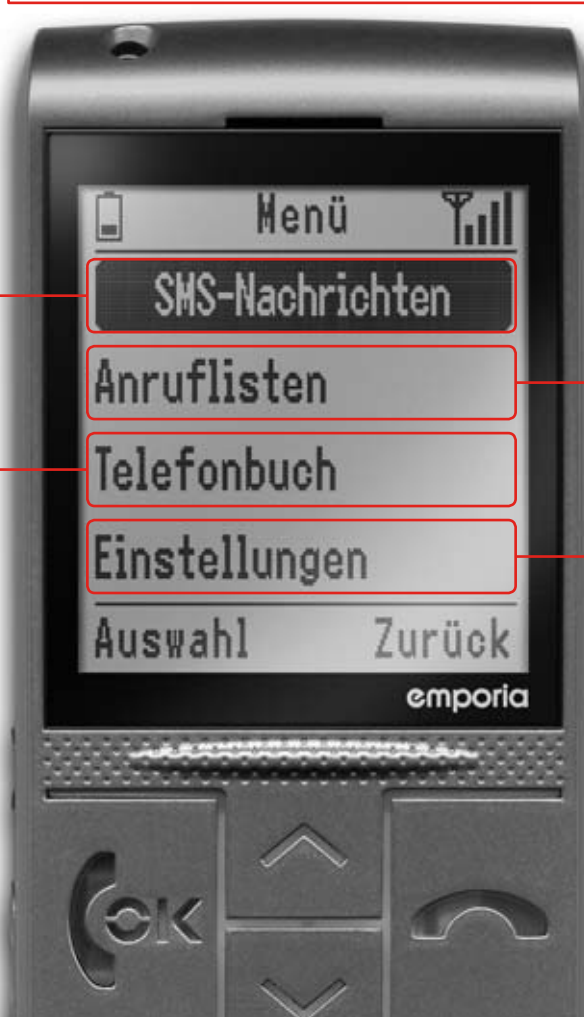 Menü
SMS-Nachrichten
Anruflisten
Telefonbuch
Einstellungen
Auswahl Zurück
emporia
OK